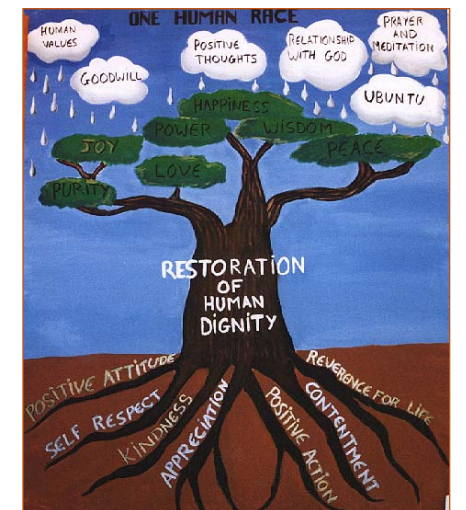 ONE HUMAN RACE
HUMAN
VALUES
GOODWILL
POSITIVE
THOUGHTS
RELATIONSHIP
WITH GOD
PRAYER
AND
MEDITATION
UBUNTU
HAPPINESS
POWER
WISDOM
JOY
LOVE
PEACE
PURITY
RESTORATION
OF
HUMAN
DIGNITY
POSITIVE ATTITUDE
SELF RESPECT
KINDNESS
APPRECIATION
POSITIVE ACTION
CONTENTMENT
REVERENCE FOR LIFE